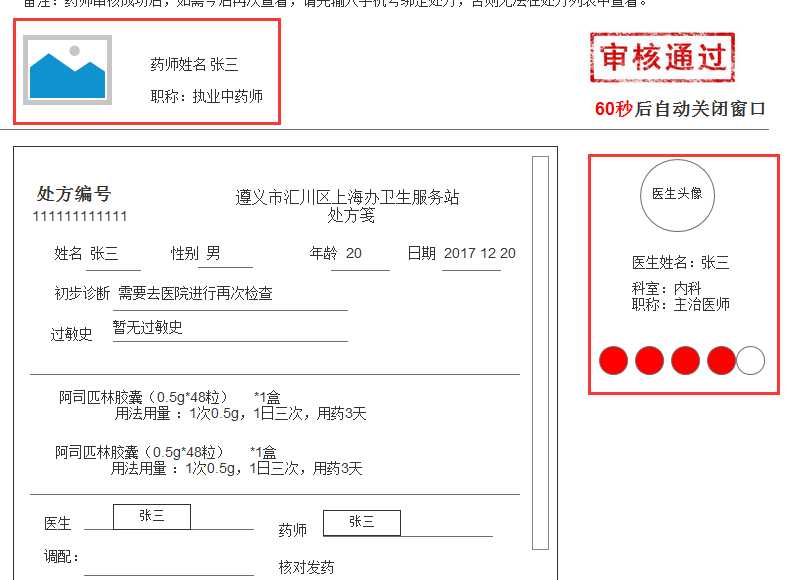 备注：药师审核成功后，如需今后再次查看，请先输入手机号绑定处方，否则无法在处方列表中查看。
药师姓名 张三
职称：执业中药师
审核通过
60秒后自动关闭窗口
处方编号
111111111111
遵义市汇川区上海办卫生服务站
处方笺
姓名 张三 性别 男 年龄 20 日期 2017 12 20
初步诊断 需要去医院进行再次检查
过敏史 暂无过敏史
阿司匹林胶囊（0.5g*48粒） *1盒
用法用量 ：1次0.5g，1日三次，用药3天
阿司匹林胶囊（0.5g*48粒） *1盒
用法用量 ：1次0.5g，1日三次，用药3天
医生 张三 药师 张三
调配：
核对发药
医生头像
医生姓名：张三
科室：内科
职称：主治医师